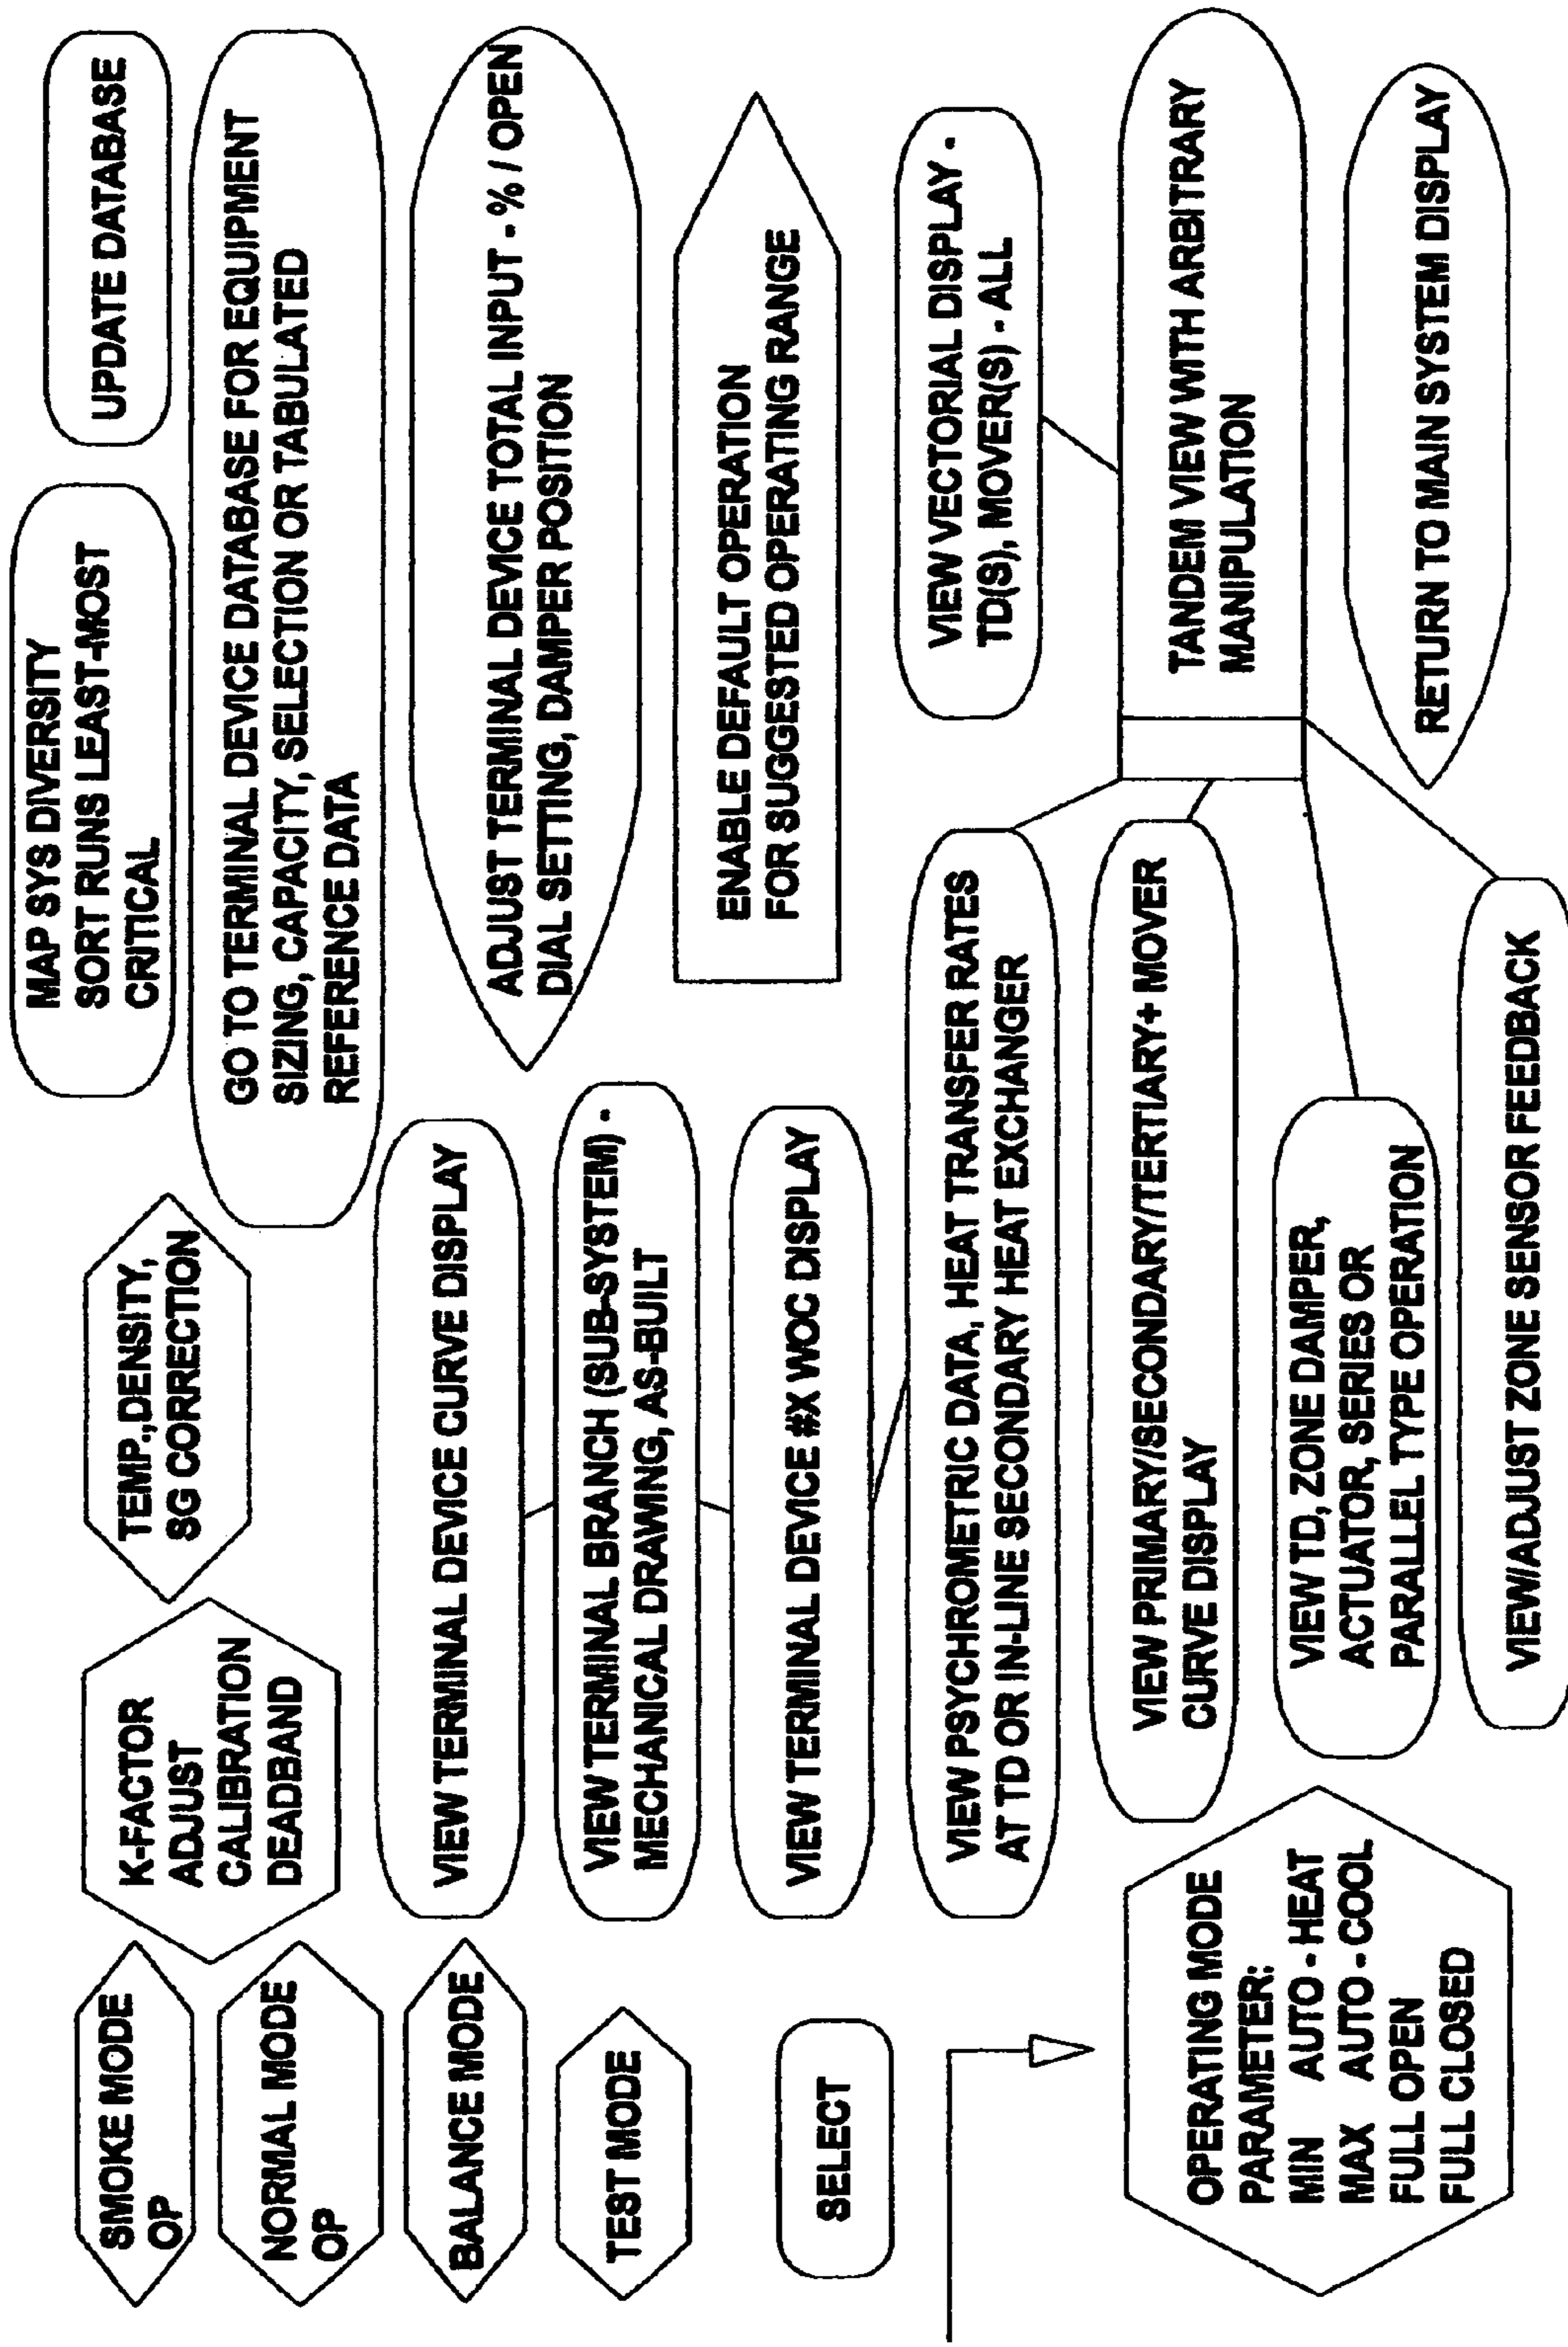 SMOKE MODE
OP
NORMAL MODE
OP
BALANCE MODE
TEST MODE
SELECT
OPERATING MODE
PARAMETER:
MIN AUTO - HEAT
MAX AUTO - COOL
FULL OPEN
FULL CLOSED
K-FACTOR
ADJUST
CALIBRATION
DEADBAND
TEMP.,DENSITY,
SG CORRECTION
MAP SYS DIVERSITY
SORT RUNS LEAST-MOST
CRITICAL
UPDATE DATABASE
GO TO TERMINAL DEVICE DATABASE FOR EQUIPMENT
SIZING, CAPACITY, SELECTION OR TABULATED
REFERENCE DATA
VIEW TERMINAL DEVICE CURVE DISPLAY
VIEW TERMINAL BRANCH (SUB-SYSTEM) -
MECHANICAL DRAWING, AS-BUILT
VIEW TERMINAL DEVICE #X WOC DISPLAY
ADJUST TERMINAL DEVICE TOTAL INPUT - % / OPEN
DIAL SETTING, DAMPER POSITION
ENABLE DEFAULT OPERATION
FOR SUGGESTED OPERATING RANGE
VIEW PSYCHROMETRIC DATA, HEAT TRANSFER RATES
AT TD OR IN-LINE SECONDARY HEAT EXCHANGER
VIEW PRIMARY/SECONDARY/TERTIARY+ MOVER
CURVE DISPLAY
VIEW TD, ZONE DAMPER,
ACTUATOR, SERIES OR
PARALLEL TYPE OPERATION
VIEW/ADJUST ZONE SENSOR FEEDBACK
VIEW VECTORIAL DISPLAY -
TD(S), MOVER(S) - ALL
TANDEM VIEW WITH ARBITRARY
MANIPULATION
RETURN TO MAIN SYSTEM DISPLAY